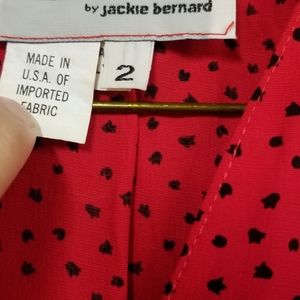 by jackie bernard
MADE IN
U.S.A. OF
IMPORTED
FABRIC
2